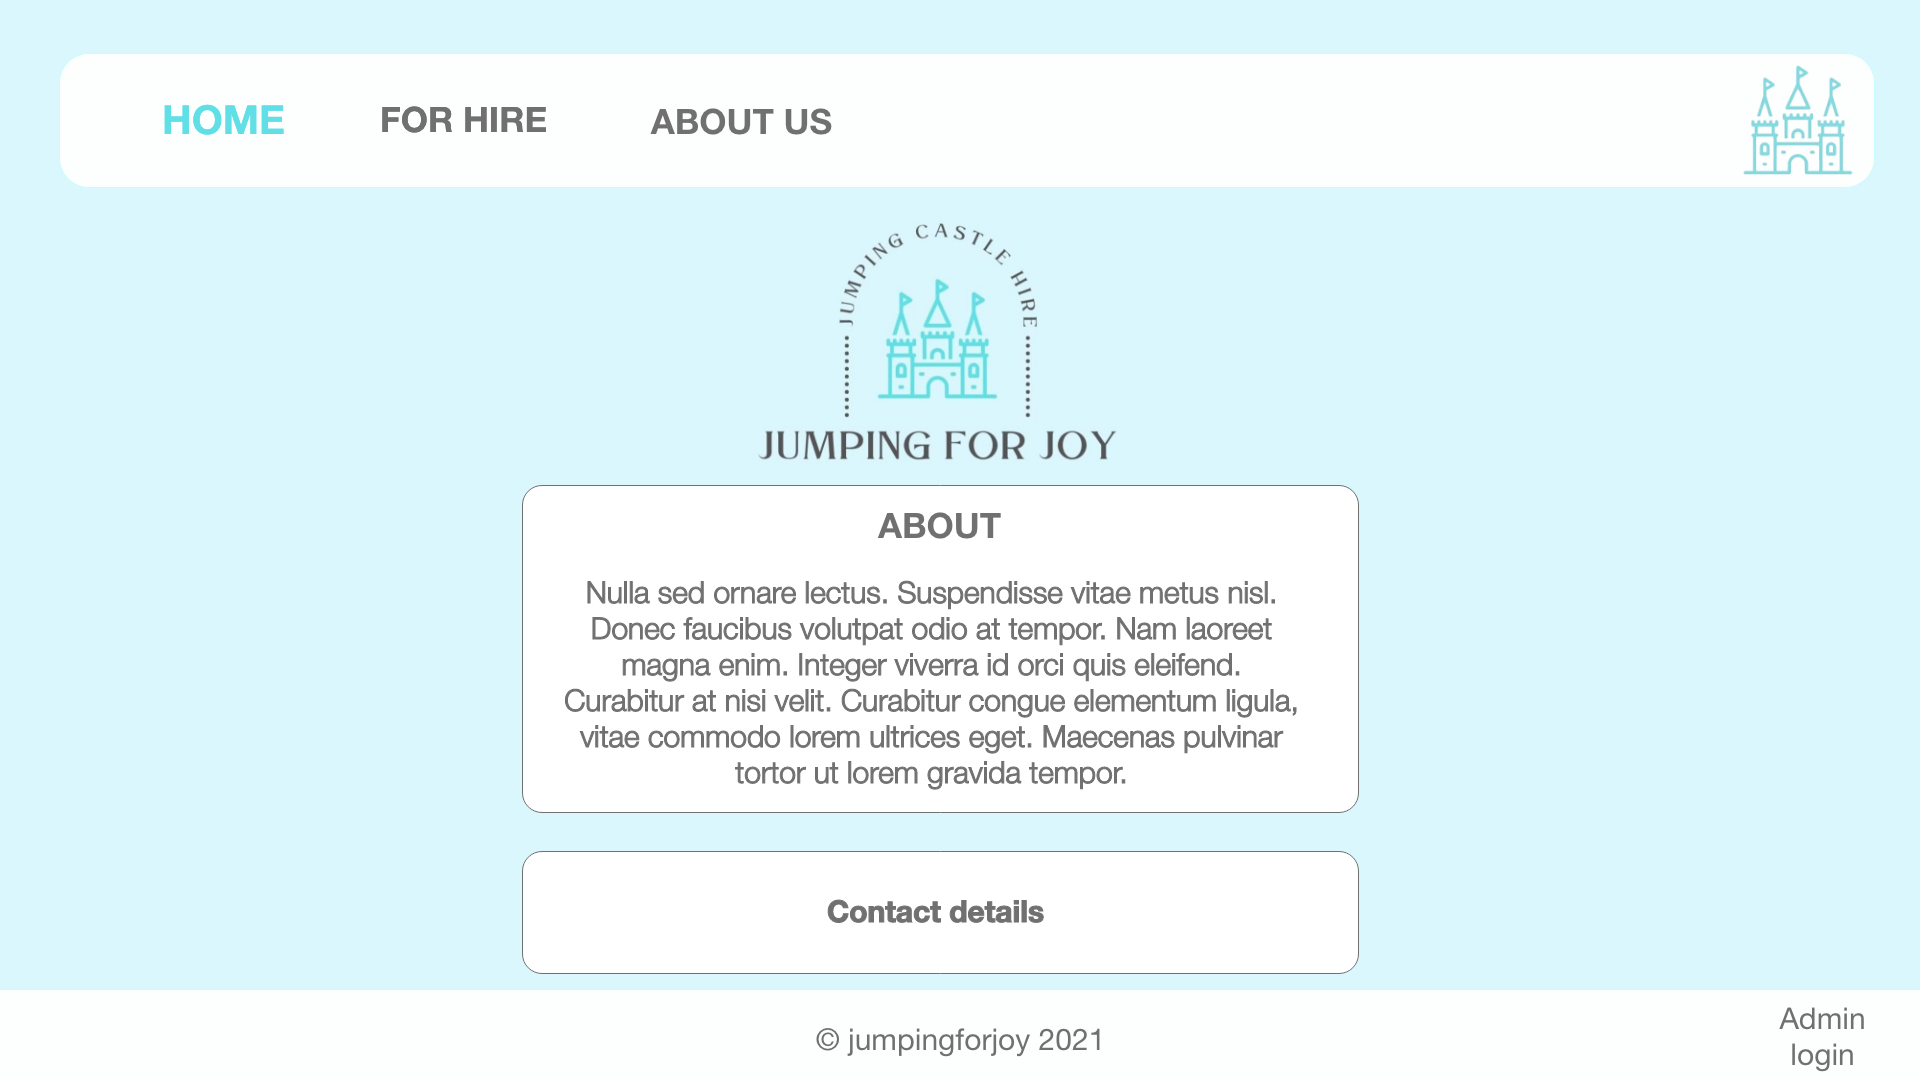 HOME
FOR HIRE
ABOUT US
JUMPING CASTLE HIRE
JUMPING FOR JOY
ABOUT
Nulla sed ornare lectus. Suspendisse vitae metus nisl.
Donec faucibus volutpat odio at tempor. Nam laoreet
magna enim. Integer viverra id orci quis eleifend.
Curabitur at nisi velit. Curabitur congue elementum ligula,
vitae commodo lorem ultrices eget. Maecenas pulvinar
tortor ut lorem gravida tempor.
Contact details
© jumpingforjoy 2021
Admin
login